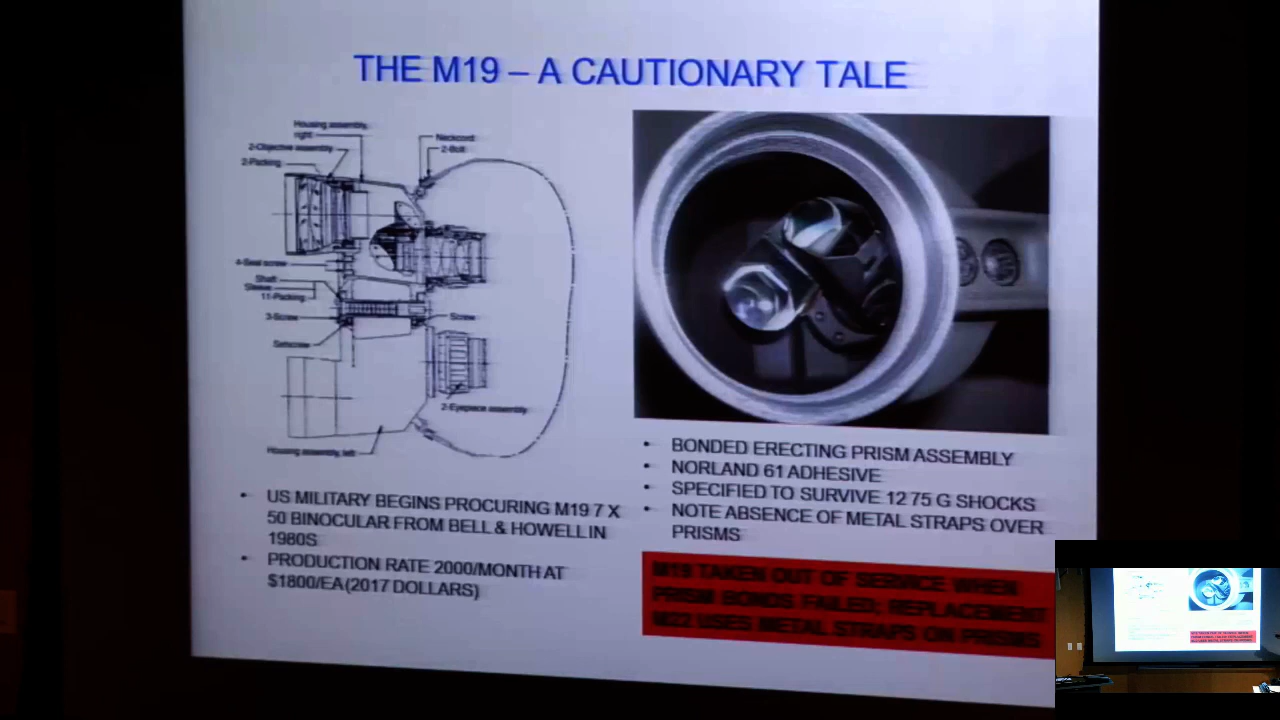 THE M19 – A CAUTIONARY TALE
Housing assembly,
right
2-Objective assembly
2-Packing
Neckcord
2-Bolt
4-Seal screw
Shaft
Sleeve
11-Packing
3-Screw
Screw
Setscrew
2-Eyepiece assembly
Housing assembly, left
• US MILITARY BEGINS PROCURING M19 7 X
50 BINOCULAR FROM BELL & HOWELL IN
1980S
• PRODUCTION RATE 2000/MONTH AT
$1800/EA (2017 DOLLARS)
• BONDED ERECTING PRISM ASSEMBLY
• NORLAND 61 ADHESIVE
• SPECIFIED TO SURVIVE 12 75 G SHOCKS
• NOTE ABSENCE OF METAL STRAPS OVER
PRISMS
M19 TAKEN OUT OF SERVICE WHEN
PRISM BONDS FAILED; REPLACEMENT
M22 USES METAL STRAPS ON PRISMS